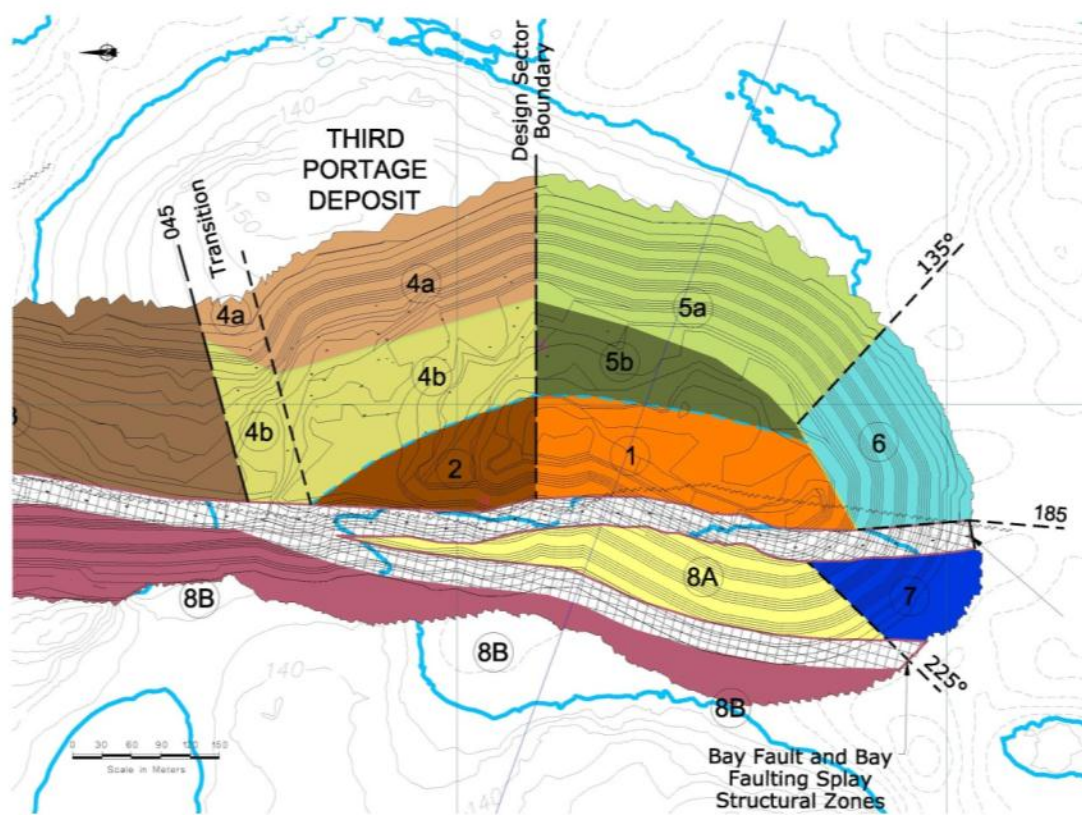 140
THIRD
PORTAGE
DEPOSIT
150
Design Sector
Boundary
045
Transition
4a
4a
5a
135°
4b
4b
5b
2
1
6
185
8A
7
8B
8B
8B
225°
140
140
0 30 60 90 120 150
Scale in Meters
Bay Fault and Bay
Faulting Splay
Structural Zones